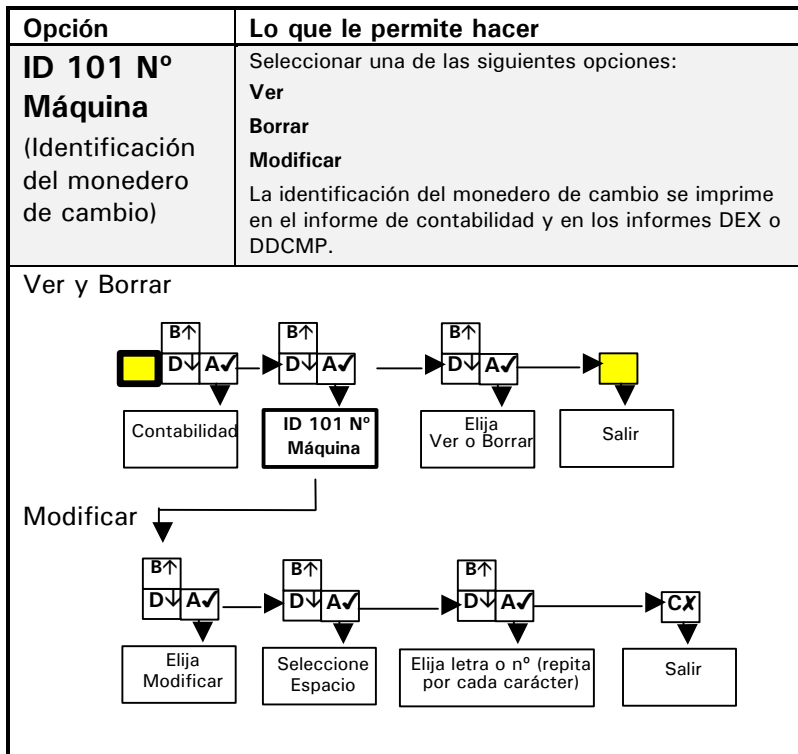 Opción
Lo que le permite hacer
ID 101 Nº
Máquina
(Identificación
del monedero
de cambio)
Seleccionar una de las siguientes opciones:
Ver
Borrar
Modificar
La identificación del monedero de cambio se imprime
en el informe de contabilidad y en los informes DEX o
DDCMP.
Ver y Borrar
B↑ B↑ B↑
D↓ A✓ D↓ A✓ D↓ A✓
Contabilidad
ID 101 Nº
Máquina
Elija
Ver o Borrar
Salir
Modificar
B↑ B↑ B↑
D↓ A✓ D↓ A✓ D↓ A✓ C✗
Elija
Modificar
Seleccione
Espacio
Elija letra o nº (repita
por cada carácter)
Salir